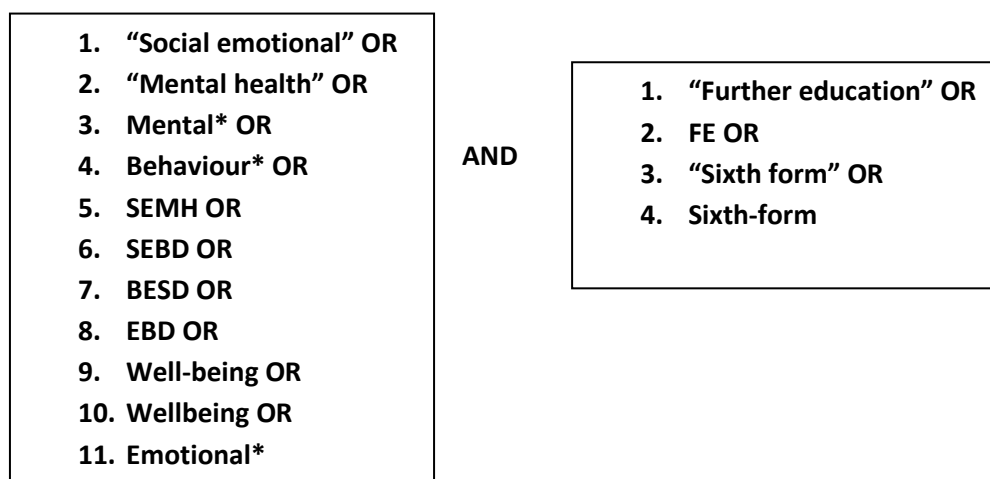 1. “Social emotional” OR
2. “Mental health” OR
3. Mental* OR
4. Behaviour* OR
5. SEMH OR
6. SEBD OR
7. BESD OR
8. EBD OR
9. Well-being OR
10. Wellbeing OR
11. Emotional*
AND
1. “Further education” OR
2. FE OR
3. “Sixth form” OR
4. Sixth-form